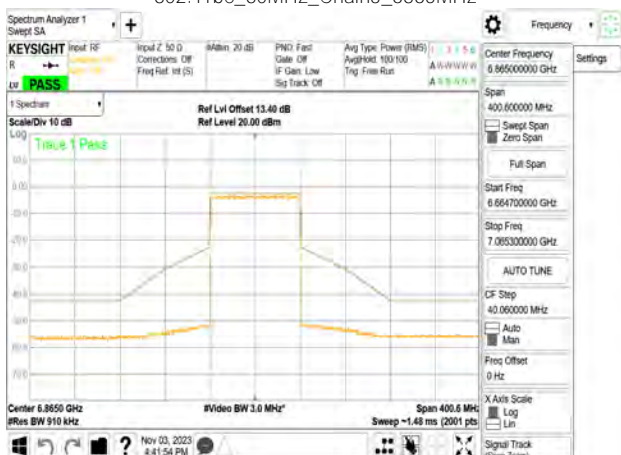 Spectrum Analyzer 1
Swept SA
+
Frequency
KEYSIGHT
Input: RF
Input Z: 50 Ω
#Atten: 20 dB
PNO: Fast
Avg Type: Power (RMS)
Corrections: Off
Gate: Off
Avg|Hold: 100/100
Freq Ref: Int (S)
IF Gain: Low
Trig: Free Run
Sig Track: Off
PASS
Center Frequency
6.865000000 GHz
Settings
Span
400.600000 MHz
Swept Span
Zero Span
Full Span
Start Freq
6.664700000 GHz
Stop Freq
7.065300000 GHz
AUTO TUNE
CF Step
40.060000 MHz
Auto
Man
Freq Offset
0 Hz
X Axis Scale
Log
Lin
Signal Track
1 Spectrum
Scale/Div 10 dB
Ref Lvl Offset 13.40 dB
Ref Level 20.00 dBm
Log
Trace 1 Pass
Center 6.8650 GHz
#Video BW 3.0 MHz*
Span 400.6 MHz
#Res BW 910 kHz
Sweep ~1.48 ms (2001 pts)
Nov 03, 2023
4:41:54 PM